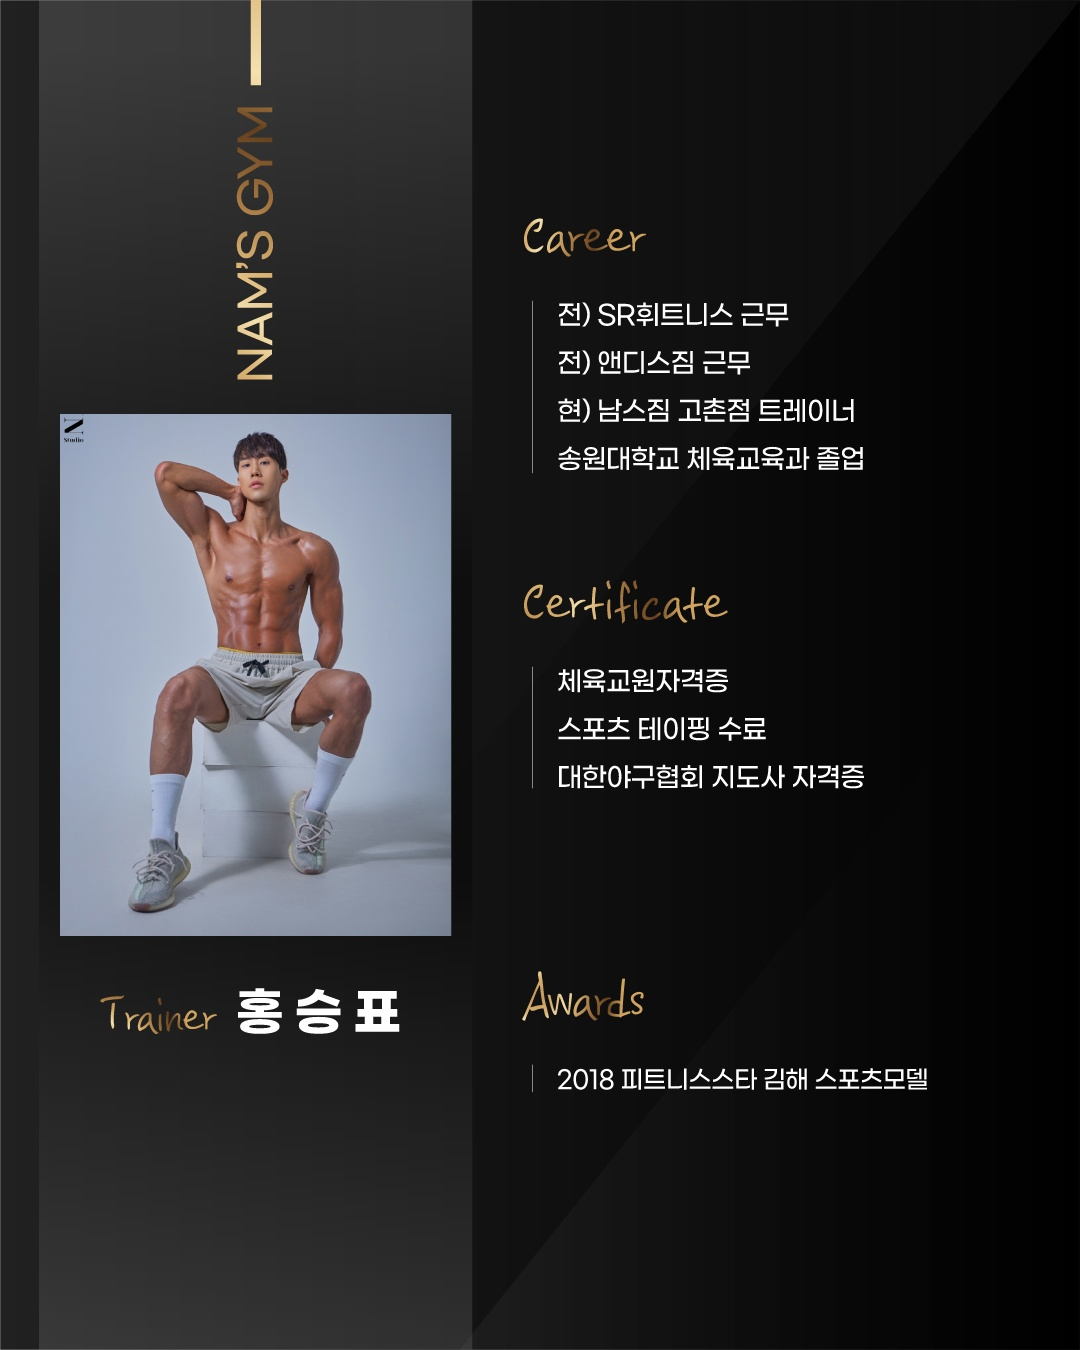 NAM'S GYM
Studio
Trainer 홍승표
Career
전) SR휘트니스 근무
전) 앤디스짐 근무
현) 남스짐 고촌점 트레이너
송원대학교 체육교육과 졸업
Certificate
체육교원자격증
스포츠 테이핑 수료
대한야구협회 지도사 자격증
Awards
2018 피트니스스타 김해 스포츠모델